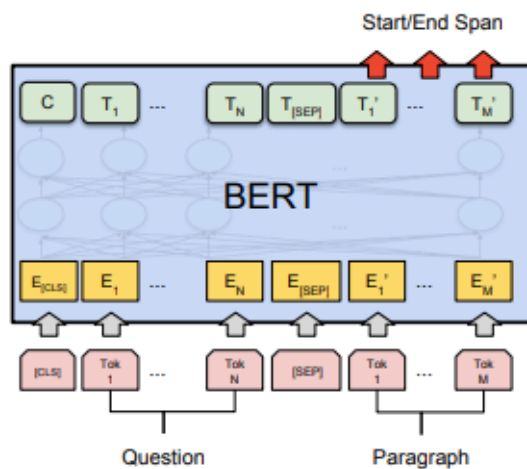 Start/End Span
C T1 ... TN T[SEP] T1' ... TM'
...
BERT
...
E[CLS] E1 ... EN E[SEP] E1' ... EM'
[CLS] Tok 1 ... Tok N [SEP] Tok 1 ... Tok M
Question Paragraph